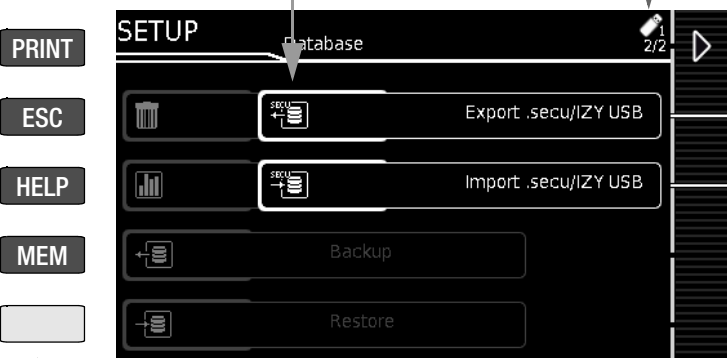 SETUP
Database
1
2/2
PRINT
ESC
HELP
MEM
SECU
Export .secu/IZY USB
SECU
Import .secu/IZY USB
Backup
Restore